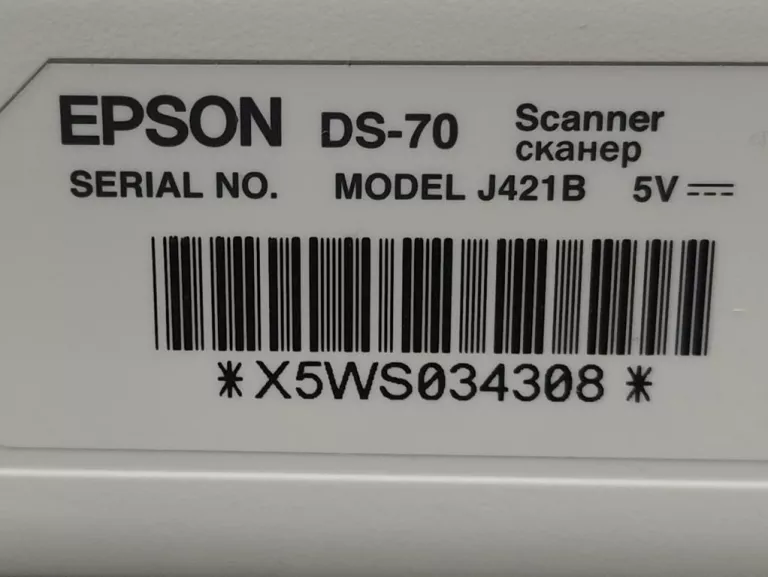 EPSON DS-70 Scanner
сканер
SERIAL NO. MODEL J421B 5V⎓
*X5WS034308*